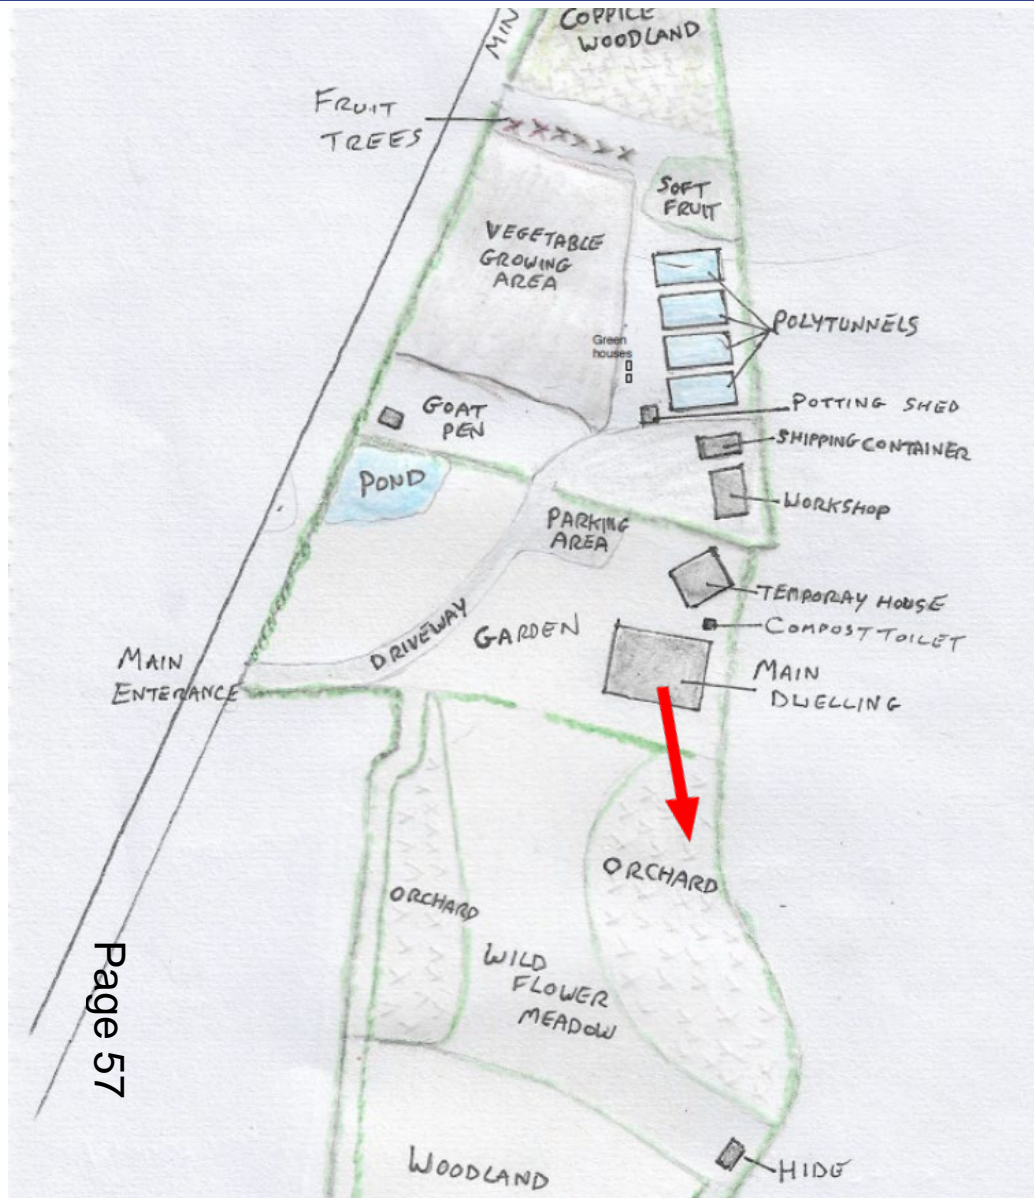 MIN
COPPICE
WOODLAND
FRUIT
TREES
SOFT
FRUIT
VEGETABLE
GROWING
AREA
POLYTUNNELS
Green
houses
POTTING SHED
GOAT
PEN
SHIPPING CONTAINER
POND
WORKSHOP
PARKING
AREA
TEMPORAY HOUSE
COMPOST TOILET
DRIVEWAY
GARDEN
MAIN
ENTERANCE
MAIN
DWELLING
ORCHARD
ORCHARD
WILD
FLOWER
MEADOW
Page 57
WOODLAND
HIDE